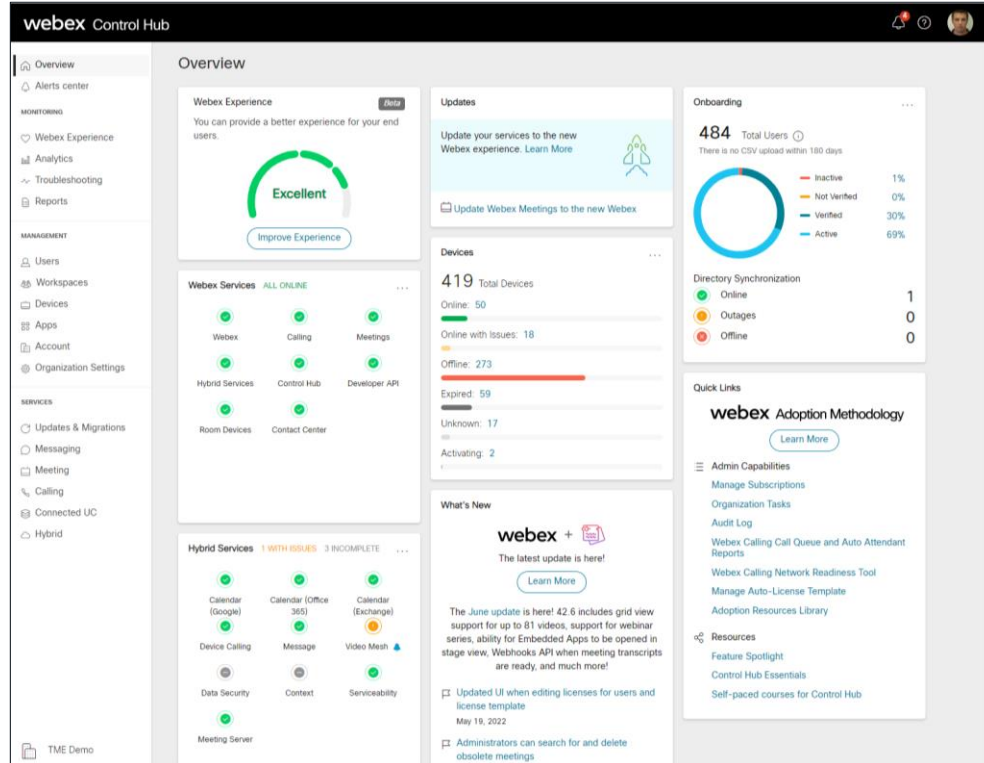 webex Control Hub
4
Overview
Alerts center
MONITORING
Webex Experience
Analytics
Troubleshooting
Reports
MANAGEMENT
Users
Workspaces
Devices
Apps
Account
Organization Settings
SERVICES
Updates & Migrations
Messaging
Meeting
Calling
Connected UC
Hybrid
TME Demo
Overview
Webex Experience Beta
You can provide a better experience for your end
users.
Excellent
Improve Experience
Webex Services ALL ONLINE ...
Webex Calling Meetings
Hybrid Services Control Hub Developer API
Room Devices Contact Center
Hybrid Services 1 WITH ISSUES 3 INCOMPLETE ...
Calendar Calendar (Office Calendar
(Google) 365) (Exchange)
Device Calling Message Video Mesh
Data Security Context Serviceability
Meeting Server
Updates
Update your services to the new
Webex experience. Learn More
Update Webex Meetings to the new Webex
Devices ...
419 Total Devices
Online: 50
Online with Issues: 18
Offline: 273
Expired: 59
Unknown: 17
Activating: 2
What's New
webex +
The latest update is here!
Learn More
The June update is here! 42.6 includes grid view
support for up to 81 videos, support for webinar
series, ability for Embedded Apps to be opened in
stage view, Webhooks API when meeting transcripts
are ready, and much more!
Updated UI when editing licenses for users and
license template
May 19, 2022
Administrators can search for and delete
obsolete meetings
Onboarding ...
484 Total Users
There is no CSV upload within 180 days
Inactive 1%
Not Verified 0%
Verified 30%
Active 69%
Directory Synchronization
Online 1
Outages 0
Offline 0
Quick Links
webex Adoption Methodology
Learn More
Admin Capabilities
Manage Subscriptions
Organization Tasks
Audit Log
Webex Calling Call Queue and Auto Attendant
Reports
Webex Calling Network Readiness Tool
Manage Auto-License Template
Adoption Resources Library
Resources
Feature Spotlight
Control Hub Essentials
Self-paced courses for Control Hub